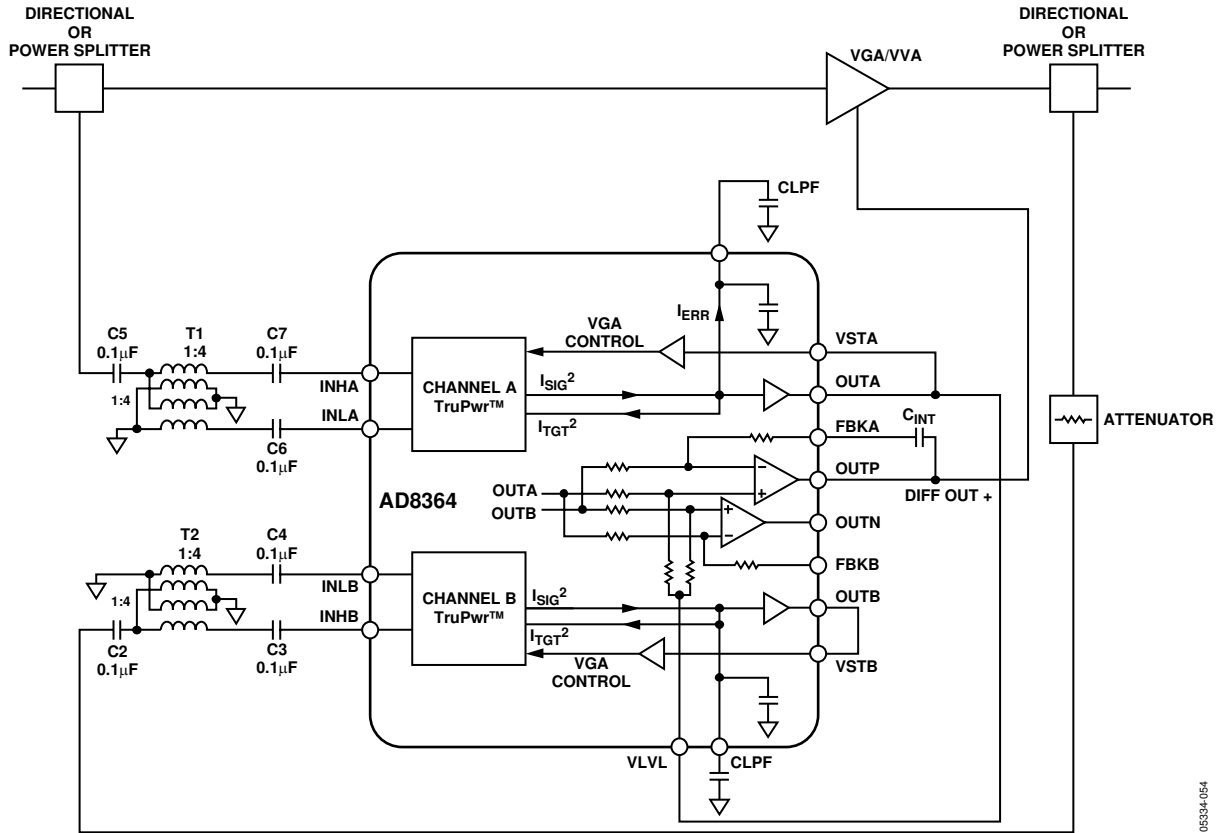 DIRECTIONAL
OR
POWER SPLITTER
DIRECTIONAL
OR
POWER SPLITTER
VGA/VVA
CLPF
C5
0.1μF
T1
1:4
C7
0.1μF
1:4
INHA
INLA
C6
0.1μF
VGA
CONTROL
IERR
CHANNEL A
TruPwr™
ISIG²
ITGT²
VSTA
OUTA
FBKA
CINT
ATTENUATOR
OUTP
DIFF OUT +
OUTA
OUTB
AD8364
OUTN
FBKB
T2
1:4
C4
0.1μF
1:4
INLB
INHB
C2
0.1μF
C3
0.1μF
CHANNEL B
TruPwr™
ISIG²
ITGT²
VGA
CONTROL
OUTB
VSTB
VLVL
CLPF
05334-054